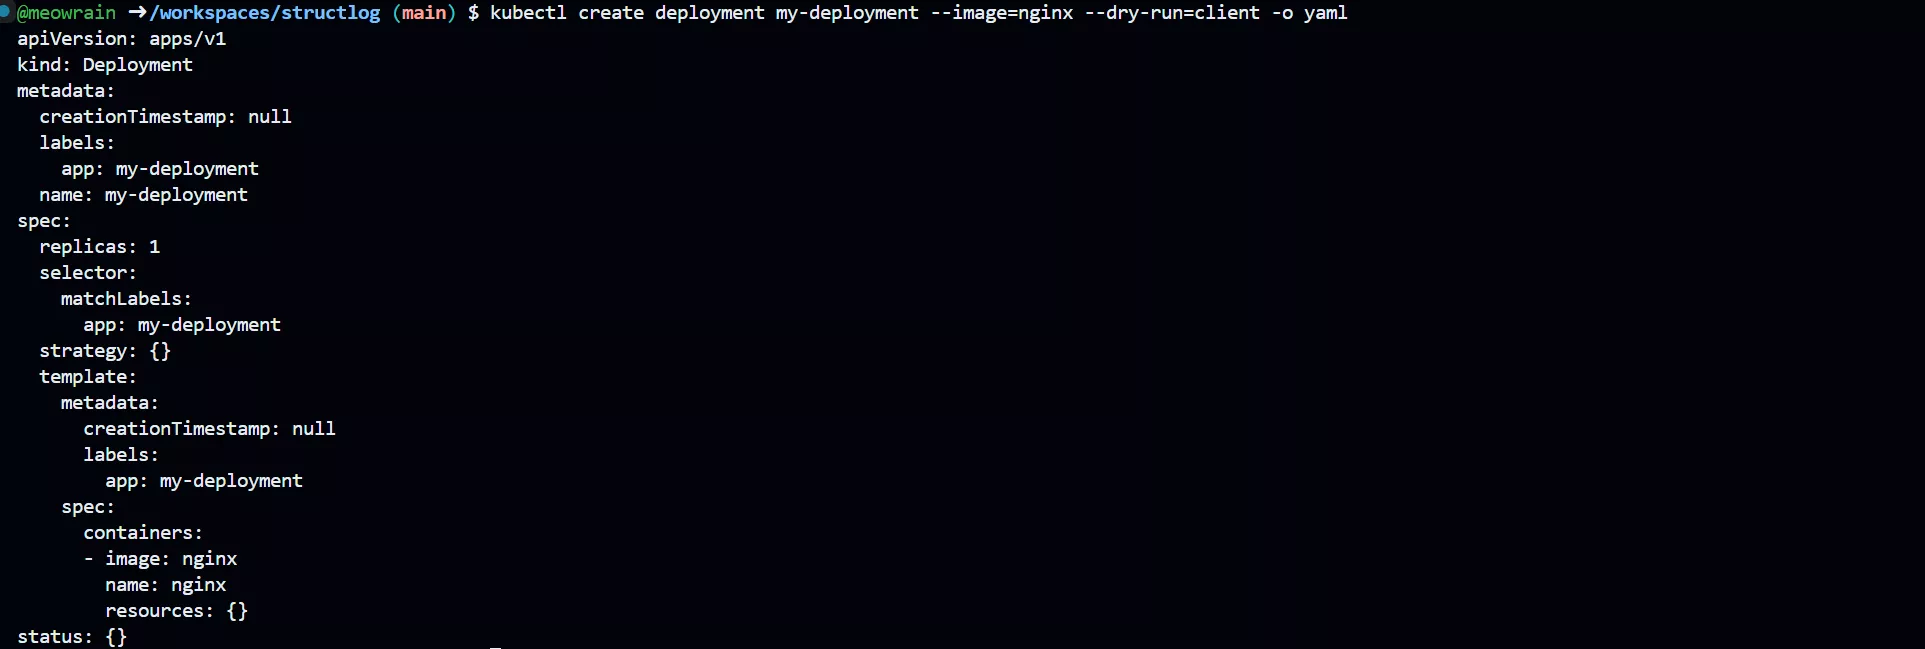 @meowrain ➜/workspaces/structlog (main) $ kubectl create deployment my-deployment --image=nginx --dry-run=client -o yaml
apiVersion: apps/v1
kind: Deployment
metadata:
  creationTimestamp: null
  labels:
    app: my-deployment
  name: my-deployment
spec:
  replicas: 1
  selector:
    matchLabels:
      app: my-deployment
  strategy: {}
  template:
    metadata:
      creationTimestamp: null
      labels:
        app: my-deployment
    spec:
      containers:
      - image: nginx
        name: nginx
        resources: {}
status: {}